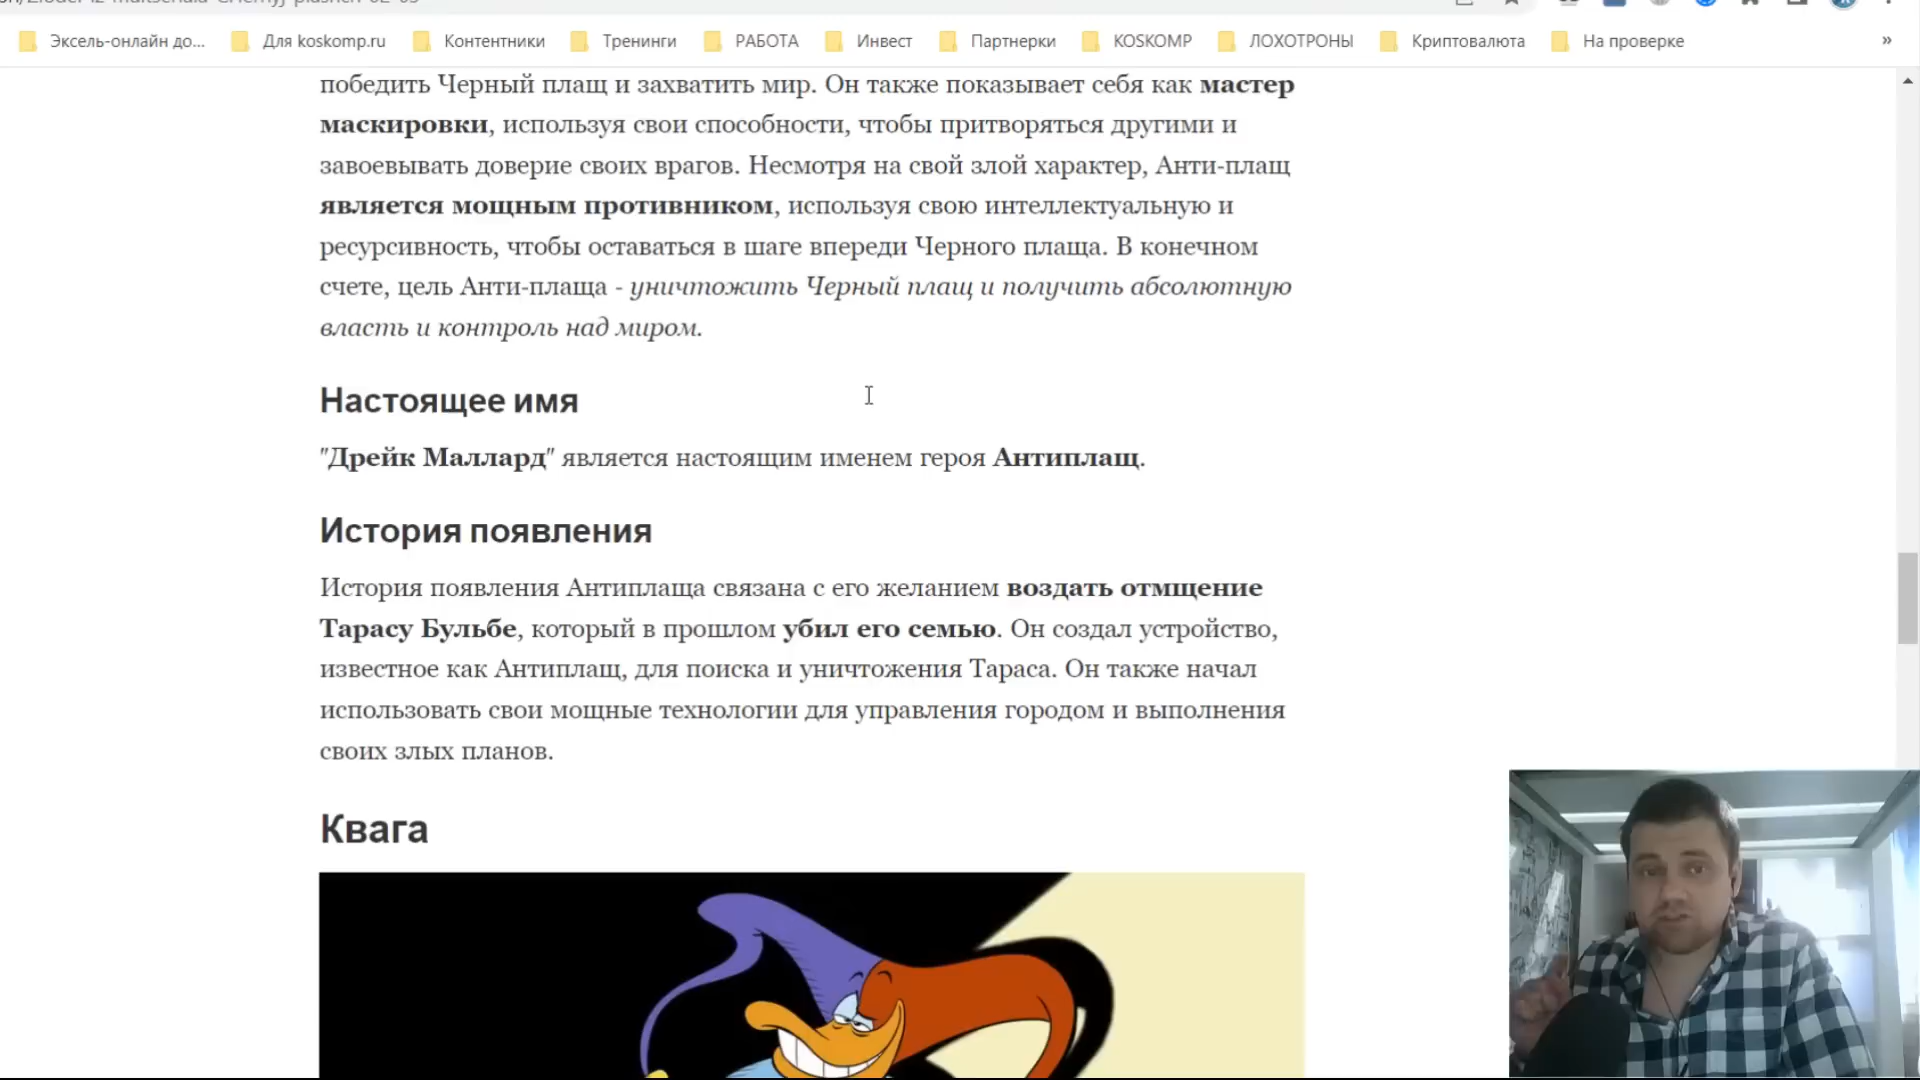 Эксель-онлайн до... Для koskomp.ru Контентники Тренинги РАБОТА Инвест Партнерки KOSKOMP ЛОХОТРОНЫ Криптовалюта На проверке »
победить Черный плащ и захватить мир. Он также показывает себя как мастер
маскировки, используя свои способности, чтобы притворяться другими и
завоевывать доверие своих врагов. Несмотря на свой злой характер, Анти-плащ
является мощным противником, используя свою интеллектуальную и
ресурсивность, чтобы оставаться в шаге впереди Черного плаща. В конечном
счете, цель Анти-плаща - уничтожить Черный плащ и получить абсолютную
власть и контроль над миром.
Настоящее имя
"Дрейк Маллард" является настоящим именем героя Антиплащ.
История появления
История появления Антиплаща связана с его желанием воздать отмщение
Тарасу Бульбе, который в прошлом убил его семью. Он создал устройство,
известное как Антиплащ, для поиска и уничтожения Тараса. Он также начал
использовать свои мощные технологии для управления городом и выполнения
своих злых планов.
Квага